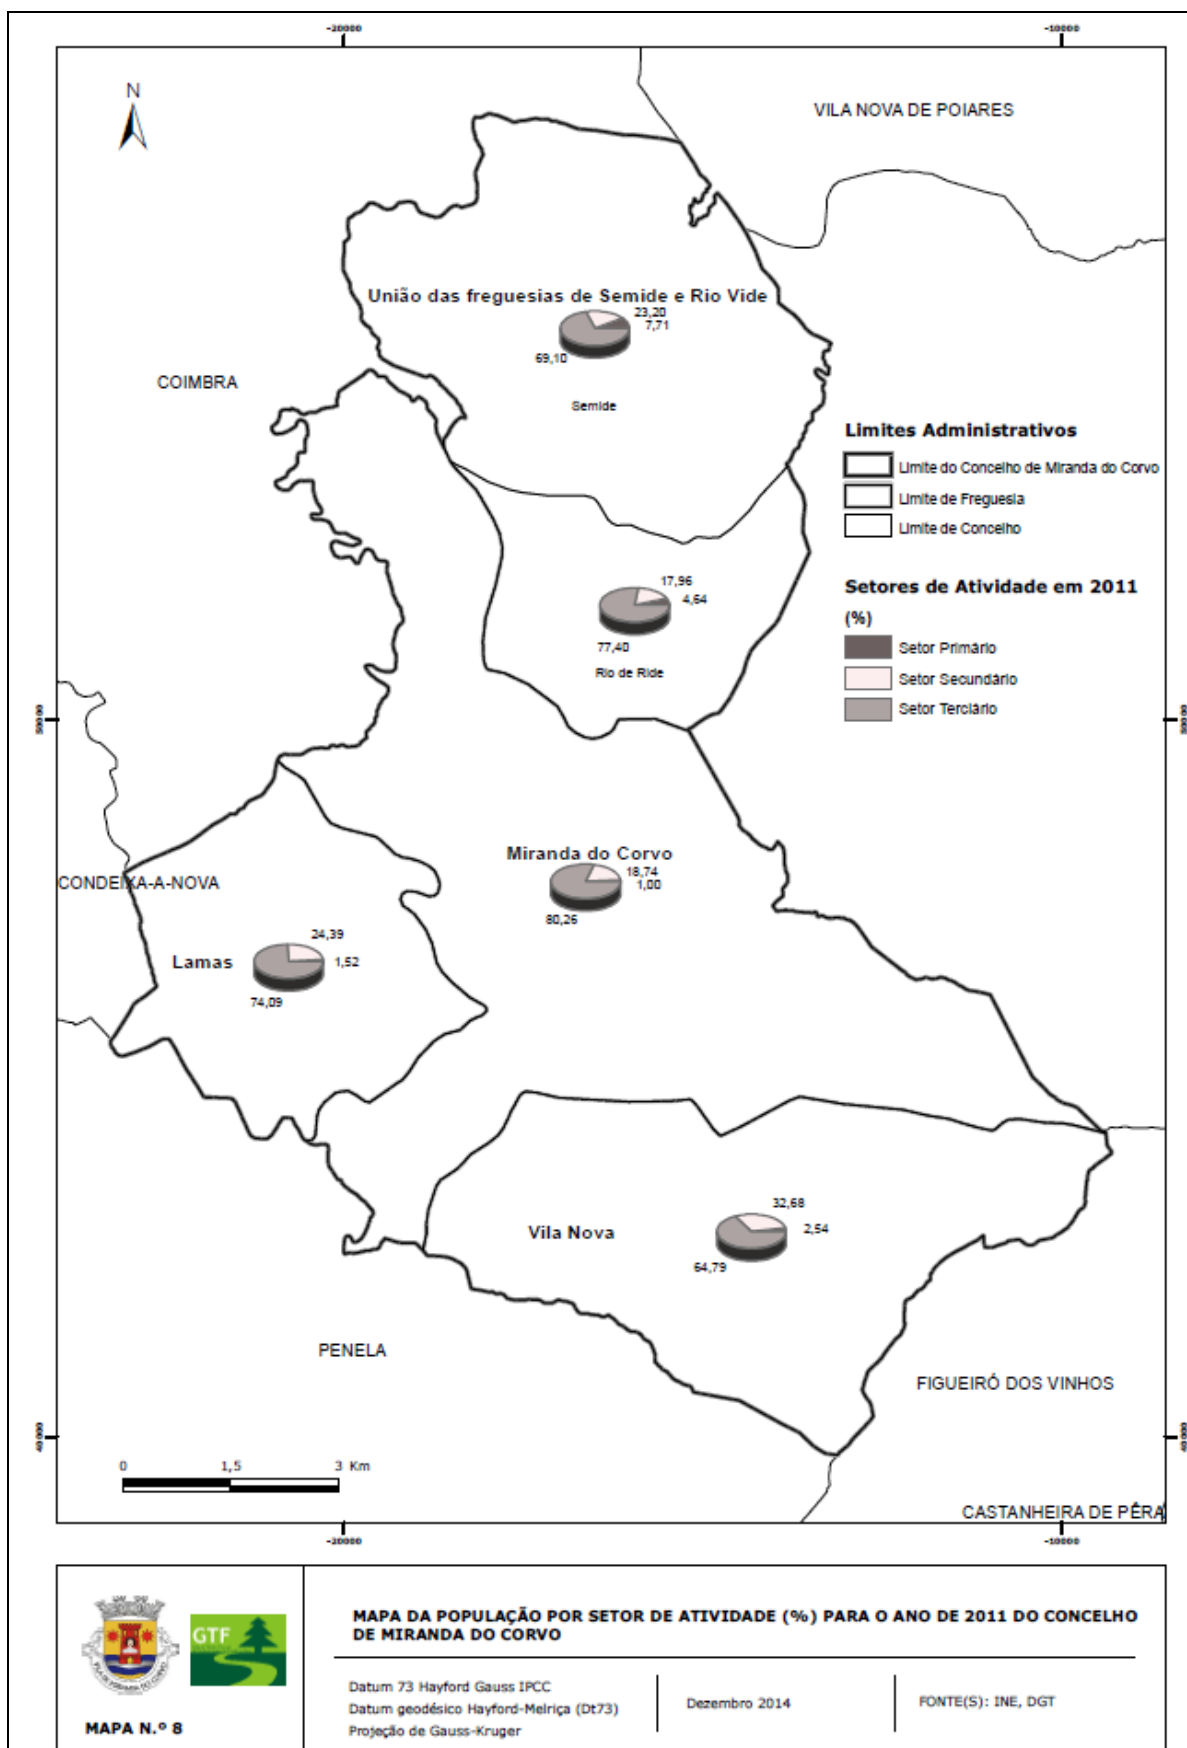 -20000
-10000
N
VILA NOVA DE POIARES
União das freguesias de Semide e Rio Vide
23,20
7,71
69,10
COIMBRA
Semide
Limites Administrativos
Limite do Concelho de Miranda do Corvo
Limite de Freguesia
Limite de Concelho
17,96
4,64
77,40
Rio de Ride
Setores de Atividade em 2011
(%)
Setor Primário
Setor Secundário
Setor Terciário
50000
50000
Miranda do Corvo
18,74
1,00
80,26
CONDEIXA-A-NOVA
Lamas
24,39
1,52
74,09
Vila Nova
32,68
2,54
64,79
PENELA
FIGUEIRÓ DOS VINHOS
40000
40000
0 1,5 3 Km
CASTANHEIRA DE PÊRA
-20000
-10000
GTF
MAPA N.º 8
MAPA DA POPULAÇÃO POR SETOR DE ATIVIDADE (%) PARA O ANO DE 2011 DO CONCELHO
DE MIRANDA DO CORVO
Datum 73 Hayford Gauss IPCC
Datum geodésico Hayford-Melriça (Dt73)
Projeção de Gauss-Kruger
Dezembro 2014
FONTE(S): INE, DGT